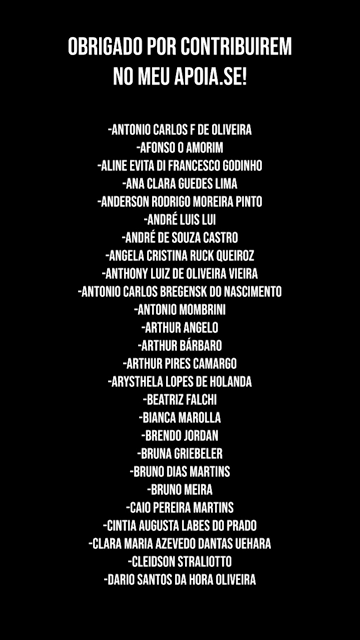 OBRIGADO POR CONTRIBUIREM
NO MEU APOIA.SE!
-ANTONIO CARLOS F DE OLIVEIRA
-AFONSO O AMORIM
-ALINE EVITA DI FRANCESCO GODINHO
-ANA CLARA GUEDES LIMA
-ANDERSON RODRIGO MOREIRA PINTO
-ANDRÉ LUIS LUI
-ANDRÉ DE SOUZA CASTRO
-ANGELA CRISTINA RUCK QUEIROZ
-ANTHONY LUIZ DE OLIVEIRA VIEIRA
-ANTONIO CARLOS BREGENSK DO NASCIMENTO
-ANTONIO MOMBRINI
-ARTHUR ANGELO
-ARTHUR BÁRBARO
-ARTHUR PIRES CAMARGO
-ARYSTHELA LOPES DE HOLANDA
-BEATRIZ FALCHI
-BIANCA MAROLLA
-BRENDO JORDAN
-BRUNA GRIEBELER
-BRUNO DIAS MARTINS
-BRUNO MEIRA
-CAIO PEREIRA MARTINS
-CINTIA AUGUSTA LABES DO PRADO
-CLARA MARIA AZEVEDO DANTAS UEHARA
-CLEIDSON STRALIOTTO
-DARIO SANTOS DA HORA OLIVEIRA